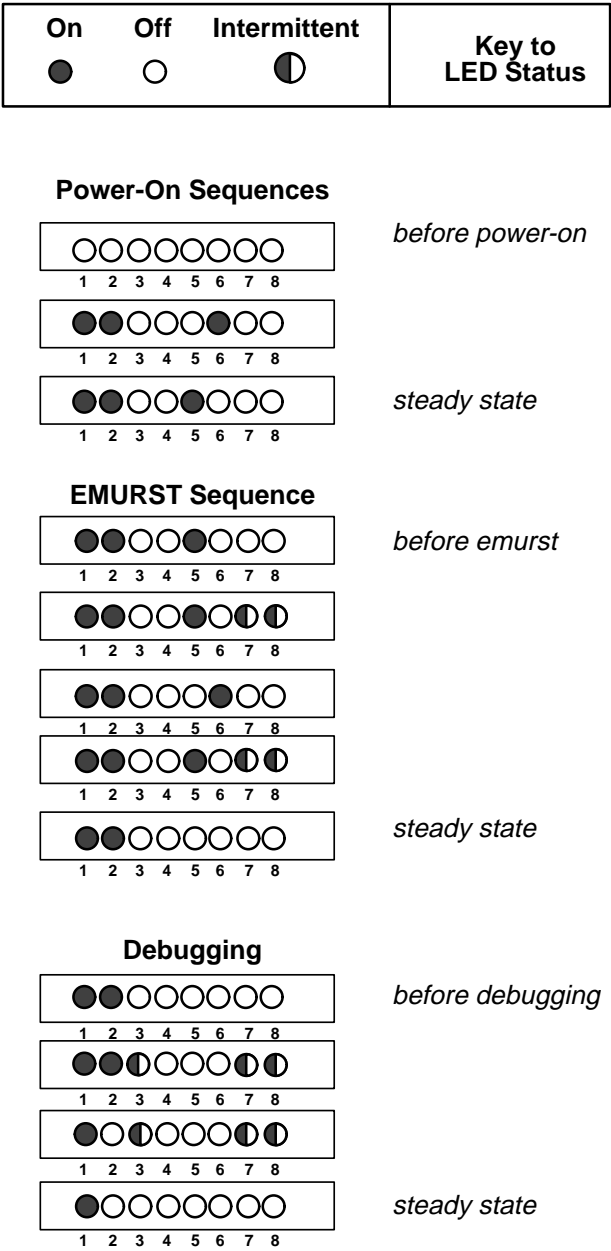 On Off Intermittent
Key to
LED Status
Power-On Sequences
before power-on
1 2 3 4 5 6 7 8
1 2 3 4 5 6 7 8
steady state
1 2 3 4 5 6 7 8
EMURST Sequence
before emurst
1 2 3 4 5 6 7 8
1 2 3 4 5 6 7 8
1 2 3 4 5 6 7 8
1 2 3 4 5 6 7 8
steady state
1 2 3 4 5 6 7 8
Debugging
before debugging
1 2 3 4 5 6 7 8
1 2 3 4 5 6 7 8
1 2 3 4 5 6 7 8
steady state
1 2 3 4 5 6 7 8